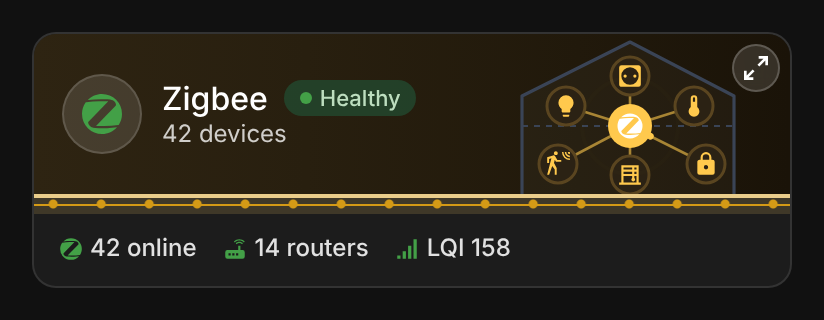 Zigbee
Healthy
42 devices
42 online
14 routers
LQI 158